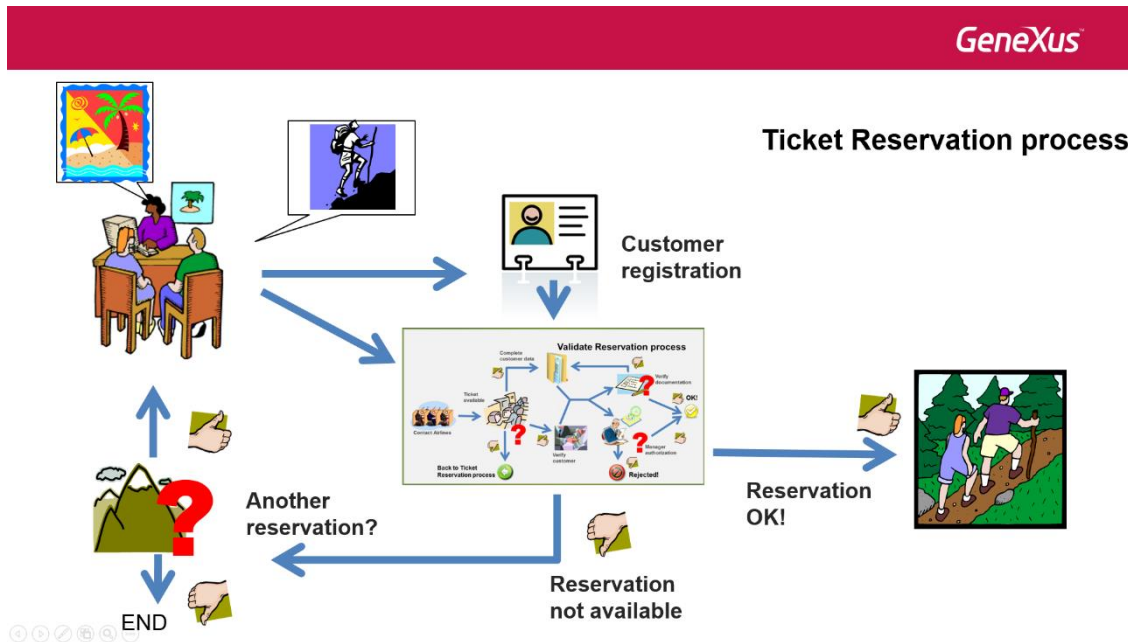 GeneXus™
Ticket Reservation process
Customer
registration
Validate Reservation process
Complete
customer data
Verify
documentation
Ticket
available
OK!
Contact Airlines
Verify
customer
Manager
authorization
Back to Ticket
Reservation process
Rejected!
Another
reservation?
Reservation
OK!
Reservation
not available
END